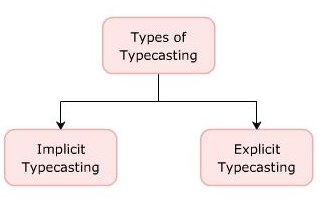 Types of
Typecasting
Implicit
Typecasting
Explicit
Typecasting